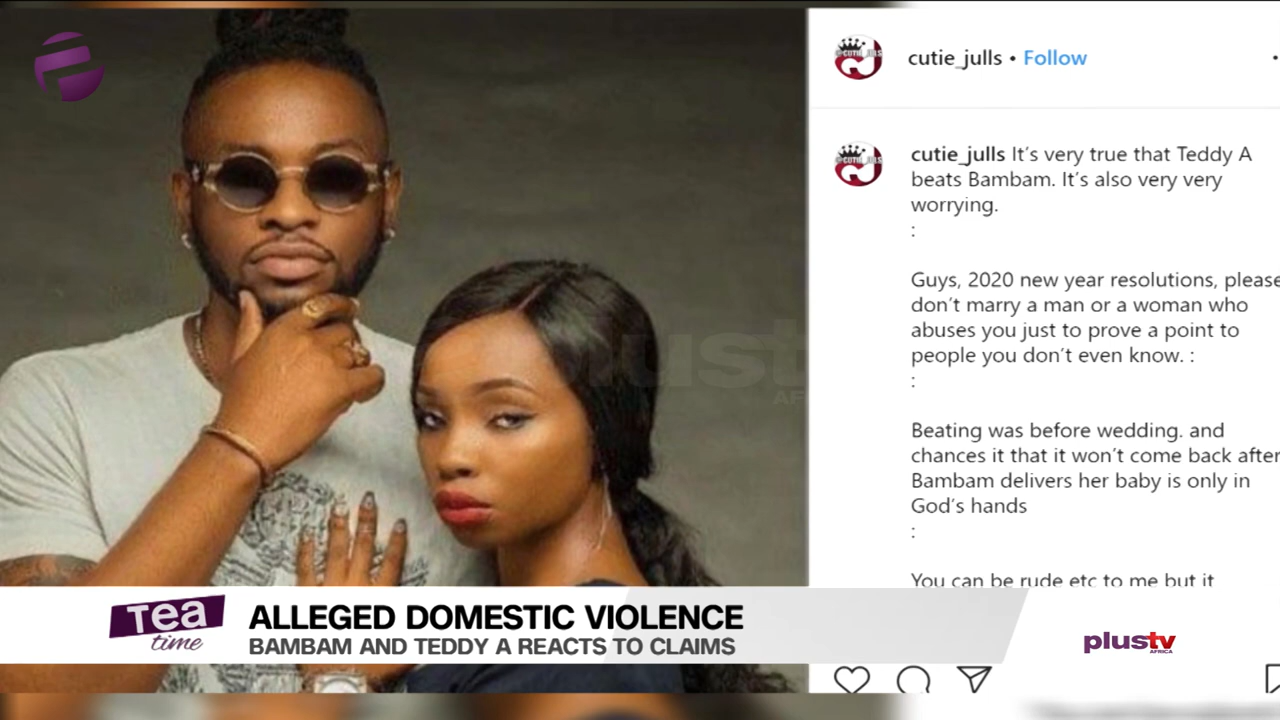 cutie_julls • Follow
cutie_julls It’s very true that Teddy A
beats Bambam. It’s also very very
worrying.
:
Guys, 2020 new year resolutions, please
don’t marry a man or a woman who
abuses you just to prove a point to
people you don’t even know. :
:
Beating was before wedding. and
chances it that it won’t come back after
Bambam delivers her baby is only in
God’s hands
:
You can be rude etc to me but it
plustv
AFRICA
Tea
time
ALLEGED DOMESTIC VIOLENCE
BAMBAM AND TEDDY A REACTS TO CLAIMS
plustv
AFRICA